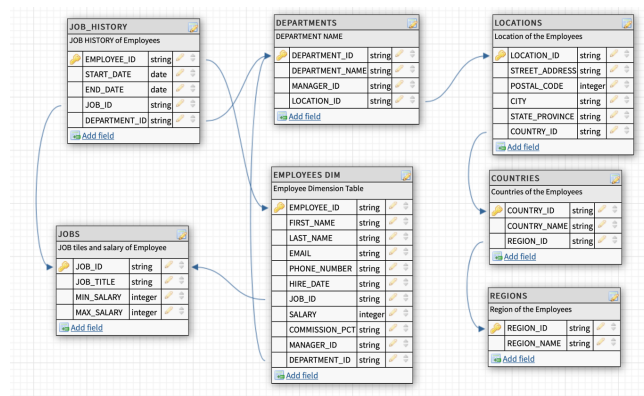 JOB_HISTORY
JOB HISTORY of Employees
EMPLOYEE_ID string
START_DATE date
END_DATE date
JOB_ID string
DEPARTMENT_ID string
Add field
DEPARTMENTS
DEPARTMENT NAME
DEPARTMENT_ID string
DEPARTMENT_NAME string
MANAGER_ID string
LOCATION_ID string
Add field
LOCATIONS
Location of the Employees
LOCATION_ID string
STREET_ADDRESS string
POSTAL_CODE integer
CITY string
STATE_PROVINCE string
COUNTRY_ID string
Add field
EMPLOYEES DIM
Employee Dimension Table
EMPLOYEE_ID string
FIRST_NAME string
LAST_NAME string
EMAIL string
PHONE_NUMBER string
HIRE_DATE string
JOB_ID string
SALARY integer
COMMISSION_PCT string
MANAGER_ID string
DEPARTMENT_ID string
Add field
COUNTRIES
Countries of the Employees
COUNTRY_ID string
COUNTRY_NAME string
REGION_ID string
Add field
JOBS
JOB tiles and salary of Employee
JOB_ID string
JOB_TITLE string
MIN_SALARY integer
MAX_SALARY integer
Add field
REGIONS
Region of the Employees
REGION_ID string
REGION_NAME string
Add field